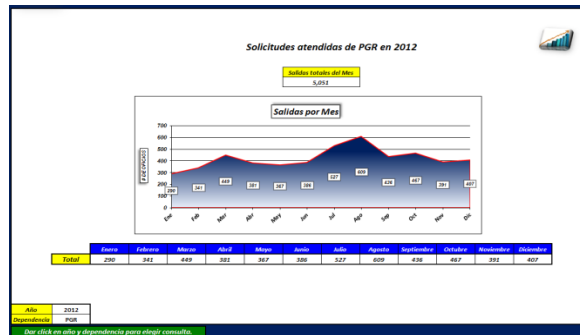 Solicitudes atendidas de PGR en 2012
Salidas totales del Mes
5,051
Salidas por Mes
# DE OFICIOS
700
600
500
400
300
200
100
0
290 341 449 381 367 386 527 609 436 467 391 407
Ene Feb Mar Abr May Jun Jul Ago Sep Oct Nov Dic
Enero Febrero Marzo Abril Mayo Junio Julio Agosto Septiembre Octubre Noviembre Diciembre
Total 290 341 449 381 367 386 527 609 436 467 391 407
Año 2012
Dependencia PGR
Dar click en año y dependencia para elegir consulta.